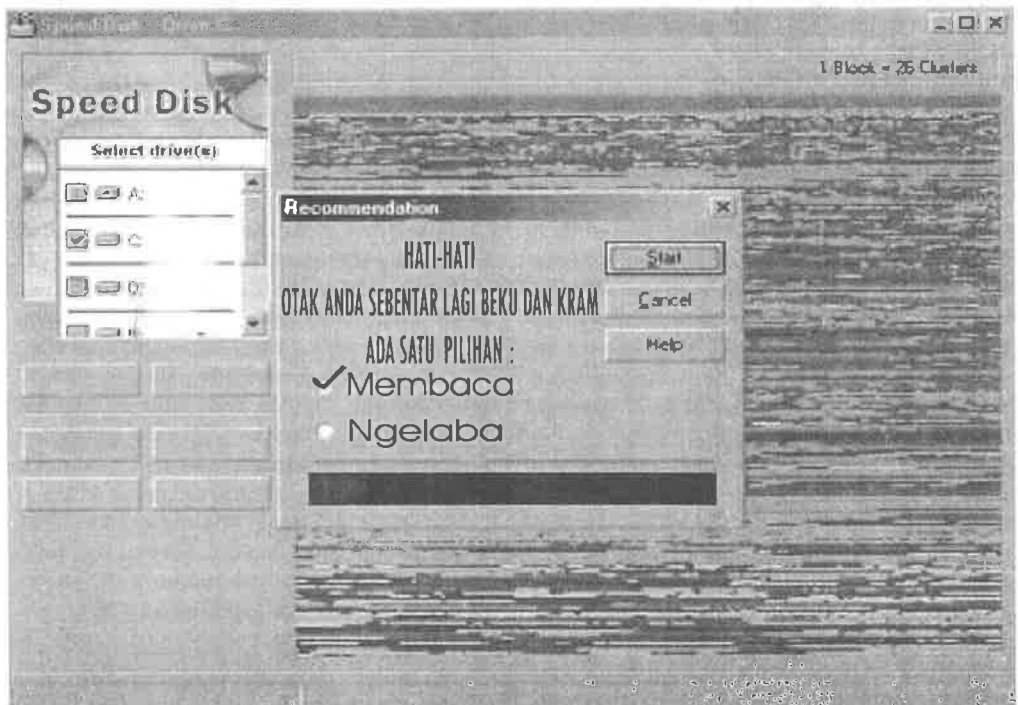 1 Block = 26 Clusters
Speed Disk
Select drive(s)
A:
C:
D:
Recommendation
HATI-HATI
OTAK ANDA SEBENTAR LAGI BEKU DAN KRAM
ADA SATU PILIHAN :
Membaca
Ngelaba
Start
Cancel
Help